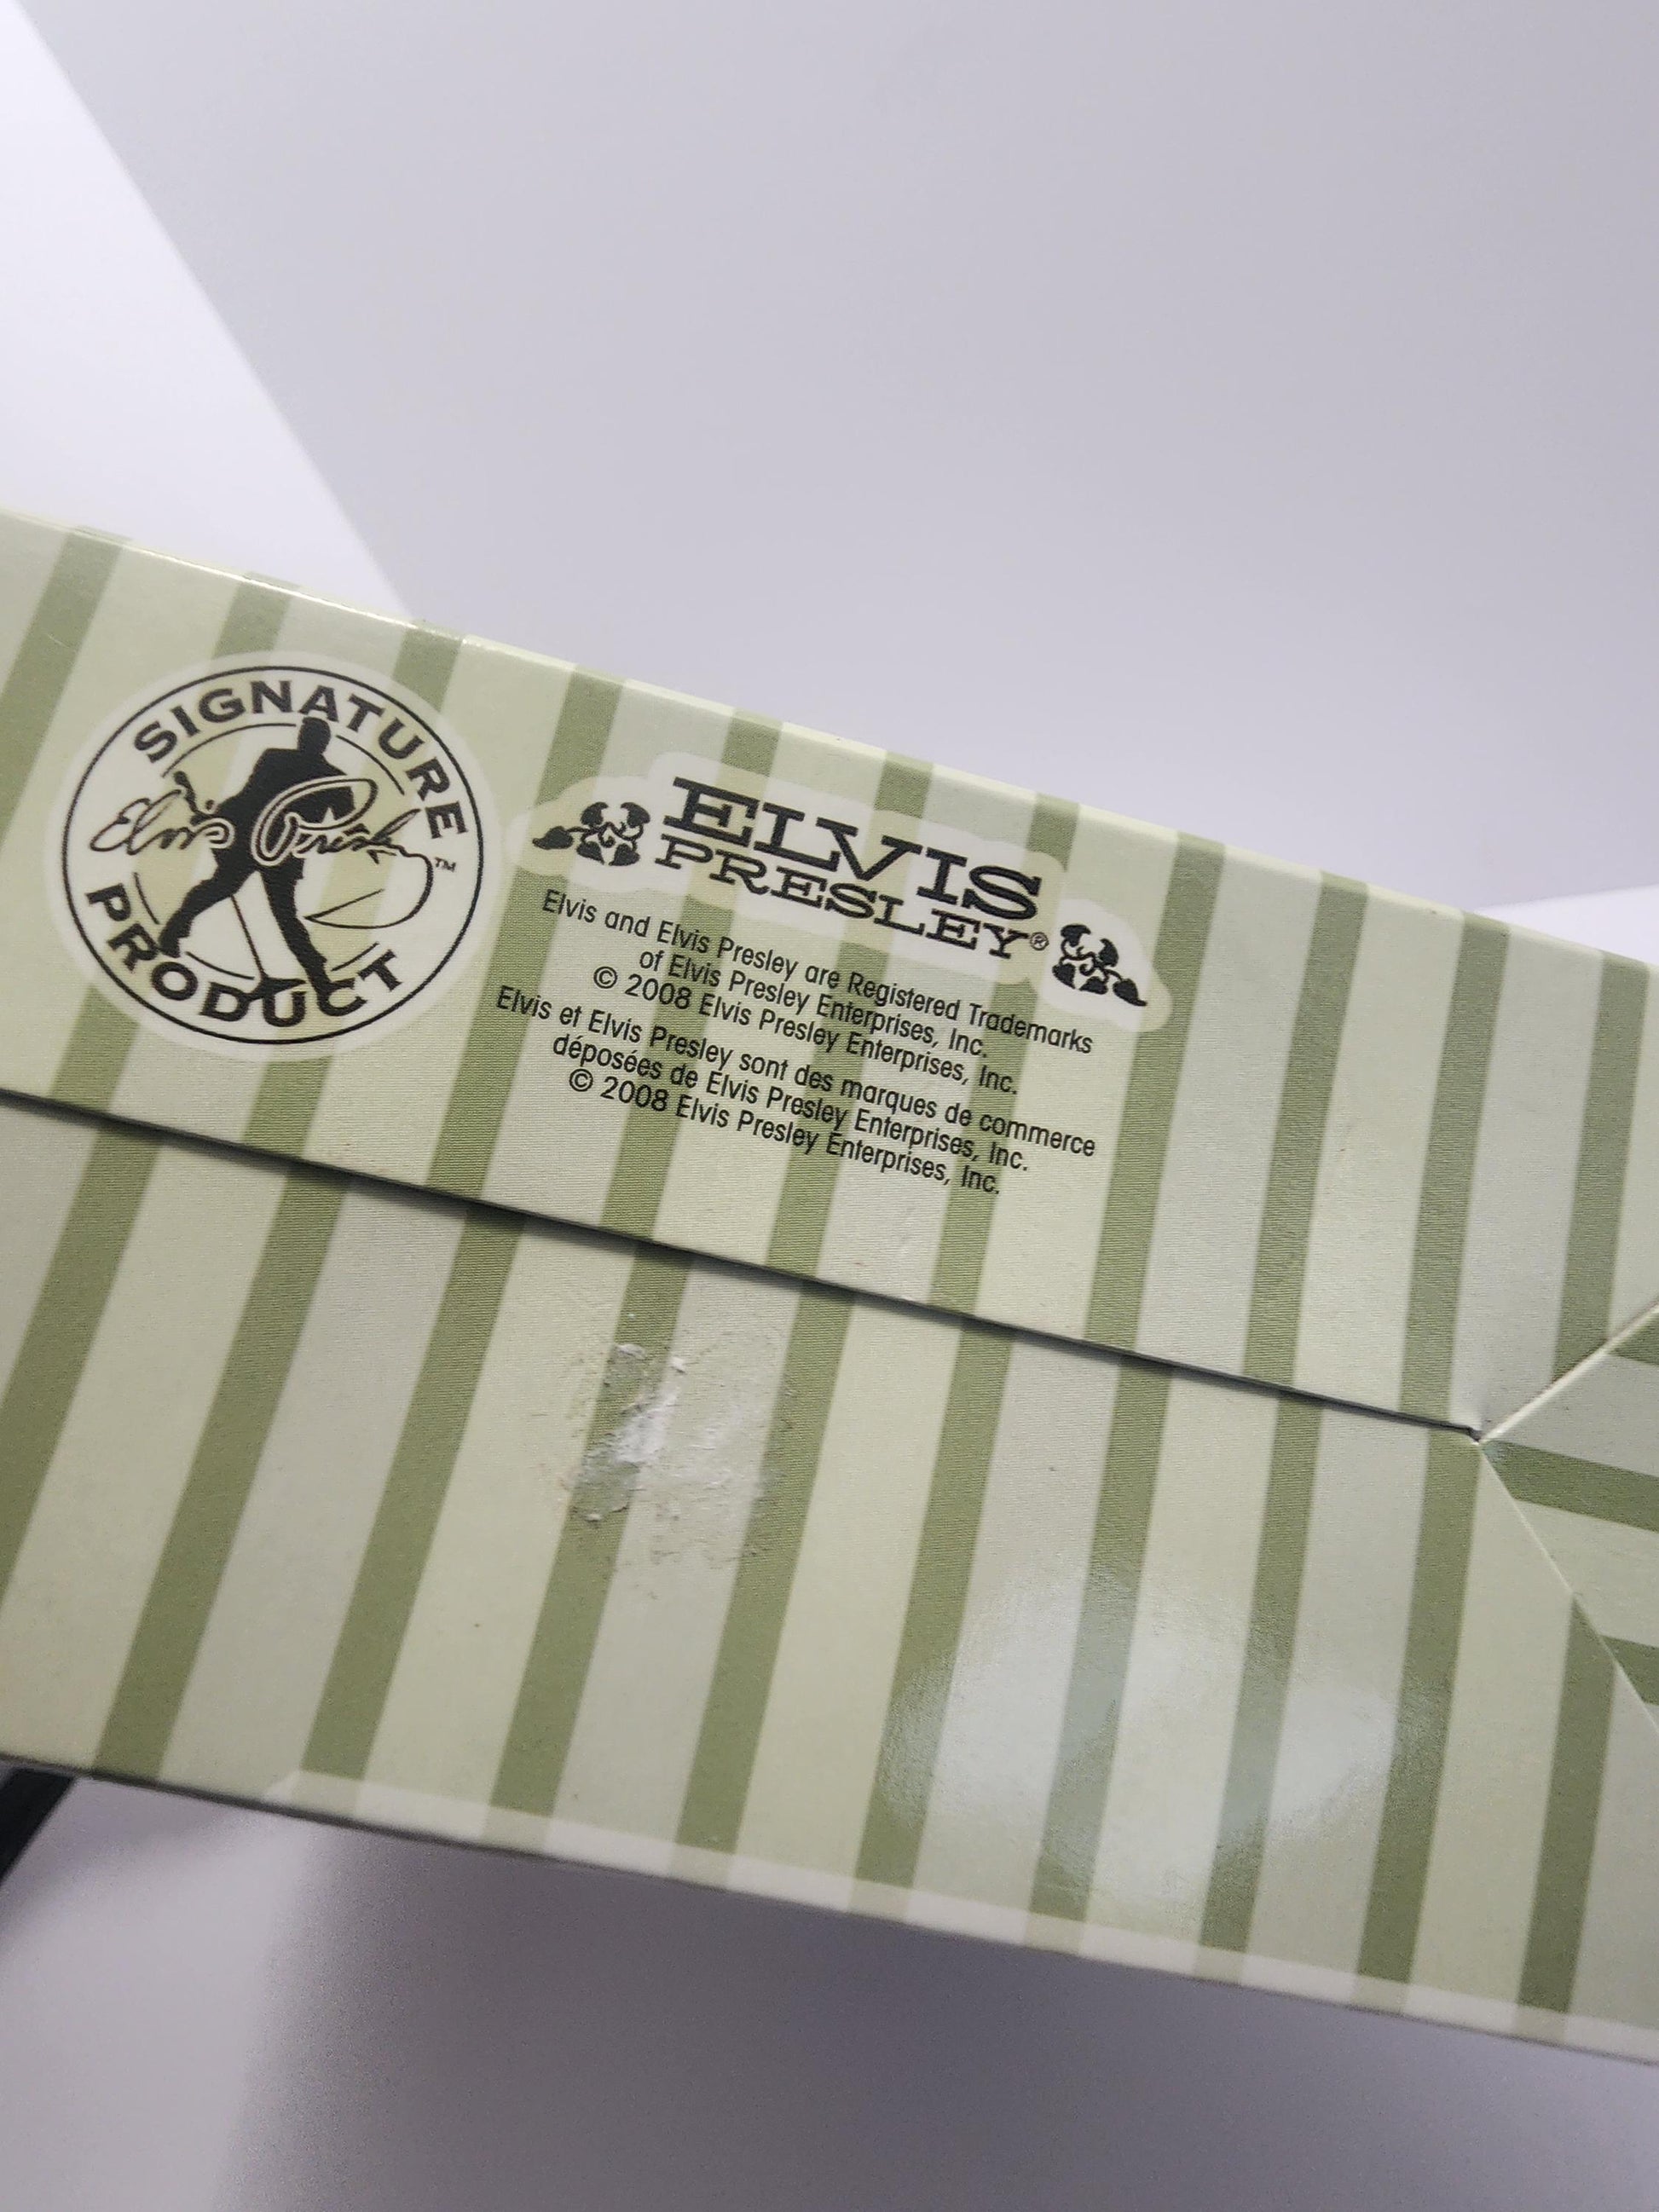 SIGNATURE
Elvis Presley™
PRODUCT
ELVIS
PRESLEY®
Elvis and Elvis Presley are Registered Trademarks
of Elvis Presley Enterprises, Inc.
© 2008 Elvis Presley Enterprises, Inc.
Elvis et Elvis Presley sont des marques de commerce
déposées de Elvis Presley Enterprises, Inc.
© 2008 Elvis Presley Enterprises, Inc.